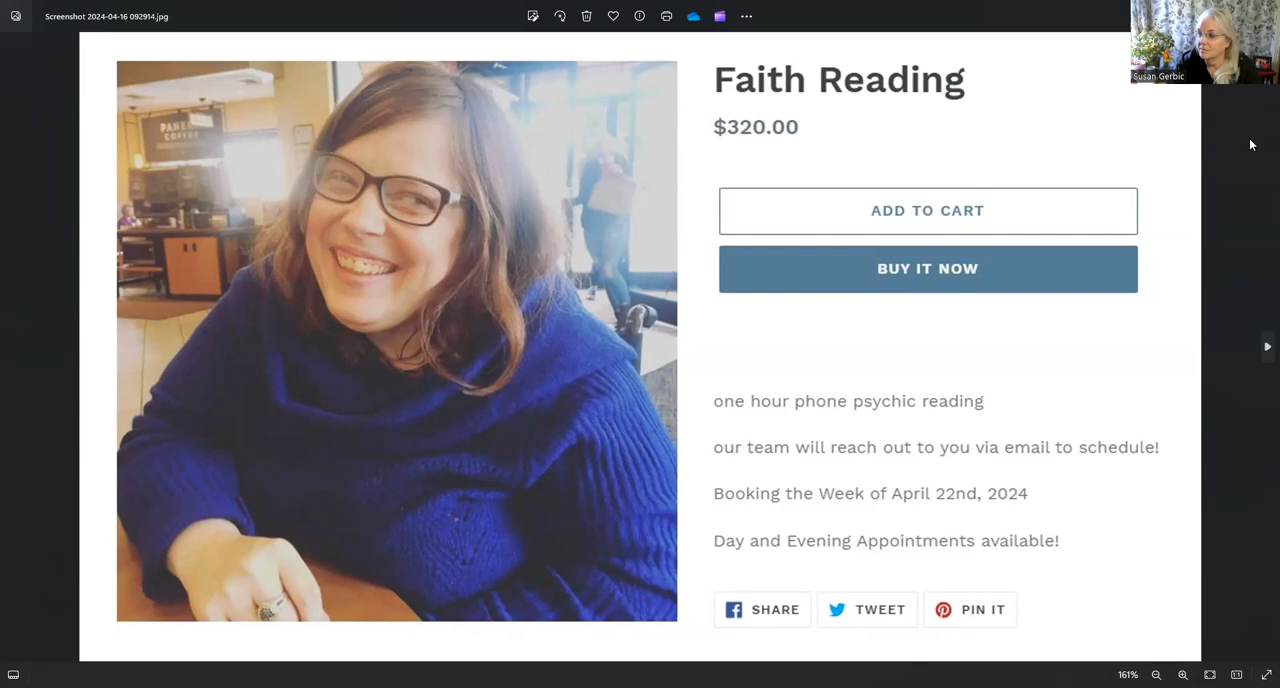 Screenshot 2024-04-16 092914.jpg
Susan Gerbic
PANERA
COFFEE
Faith Reading
$320.00
ADD TO CART
BUY IT NOW
one hour phone psychic reading
our team will reach out to you via email to schedule!
Booking the Week of April 22nd, 2024
Day and Evening Appointments available!
SHARE TWEET PIN IT
161%